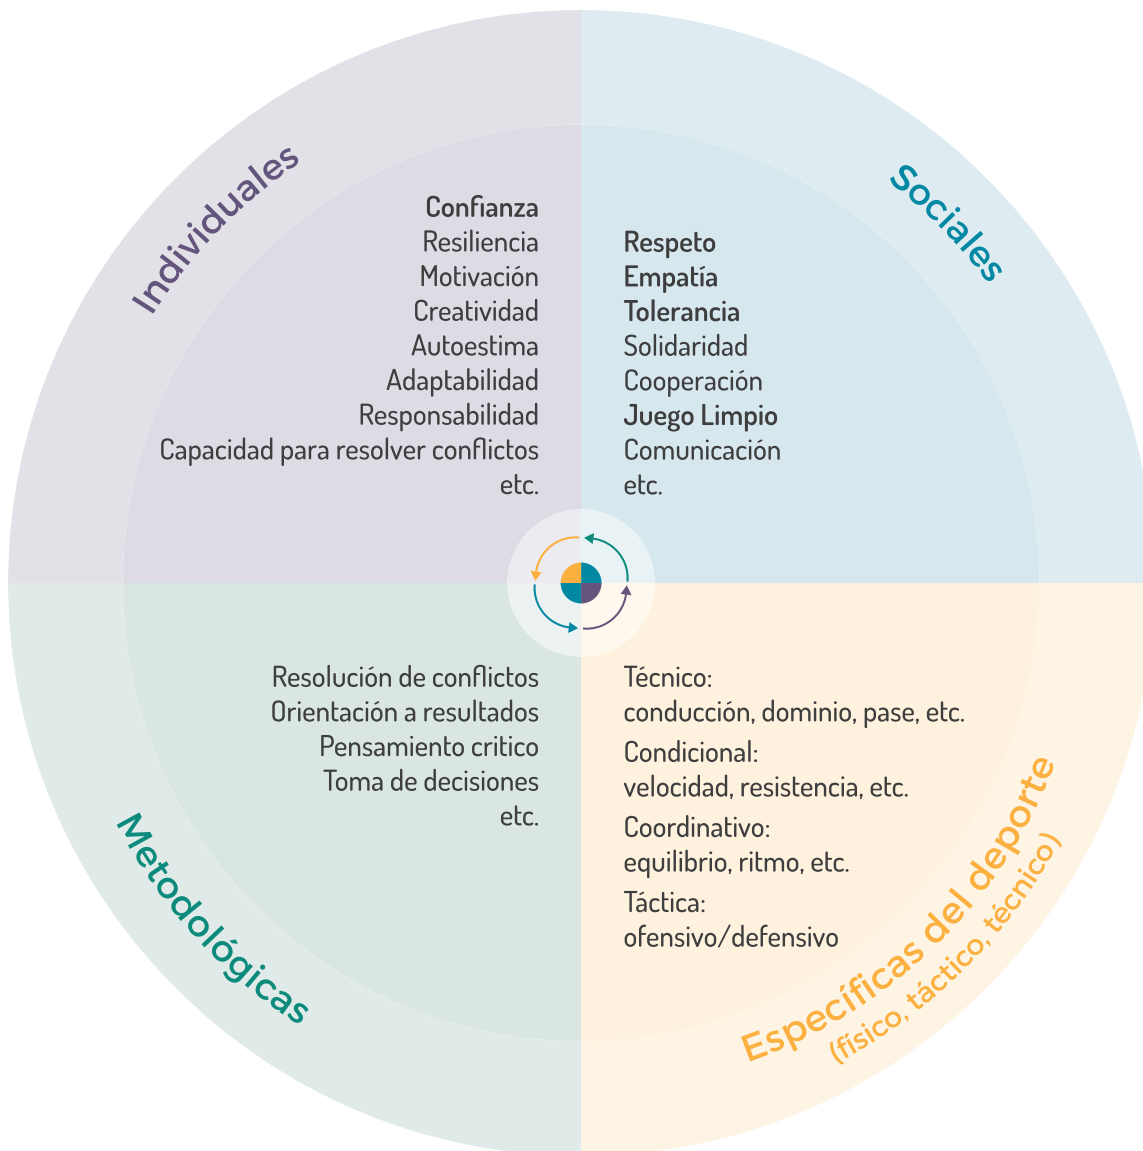 Individuales
Confianza
Resiliencia
Motivación
Creatividad
Autoestima
Adaptabilidad
Responsabilidad
Capacidad para resolver conflictos
etc.
Sociales
Respeto
Empatía
Tolerancia
Solidaridad
Cooperación
Juego Limpio
Comunicación
etc.
Metodológicas
Resolución de conflictos
Orientación a resultados
Pensamiento critico
Toma de decisiones
etc.
Técnico:
conducción, dominio, pase, etc.
Condicional:
velocidad, resistencia, etc.
Coordinativo:
equilibrio, ritmo, etc.
Táctica:
ofensivo/defensivo
Específicas del deporte
(físico, táctico, técnico)